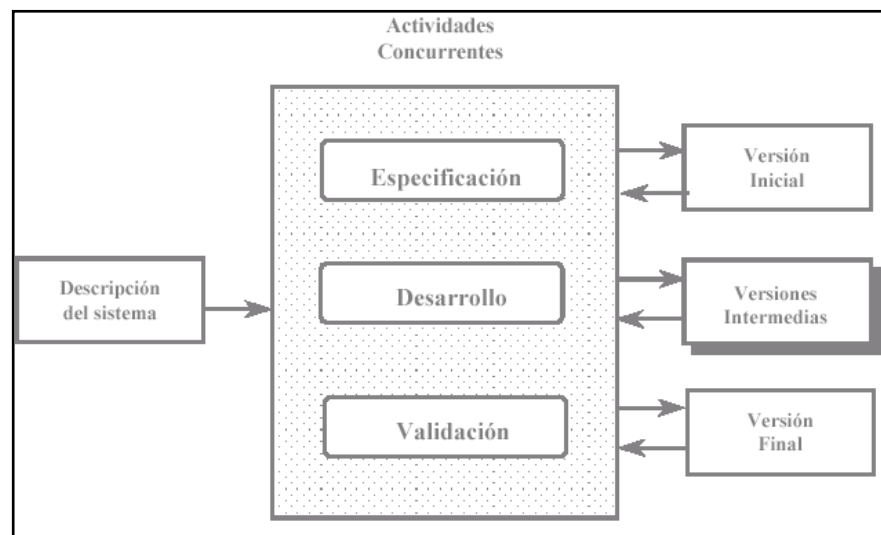 Actividades
Concurrentes
Especificación
Versión
Inicial
Descripción
del sistema
Desarrollo
Versiones
Intermedias
Validación
Versión
Final